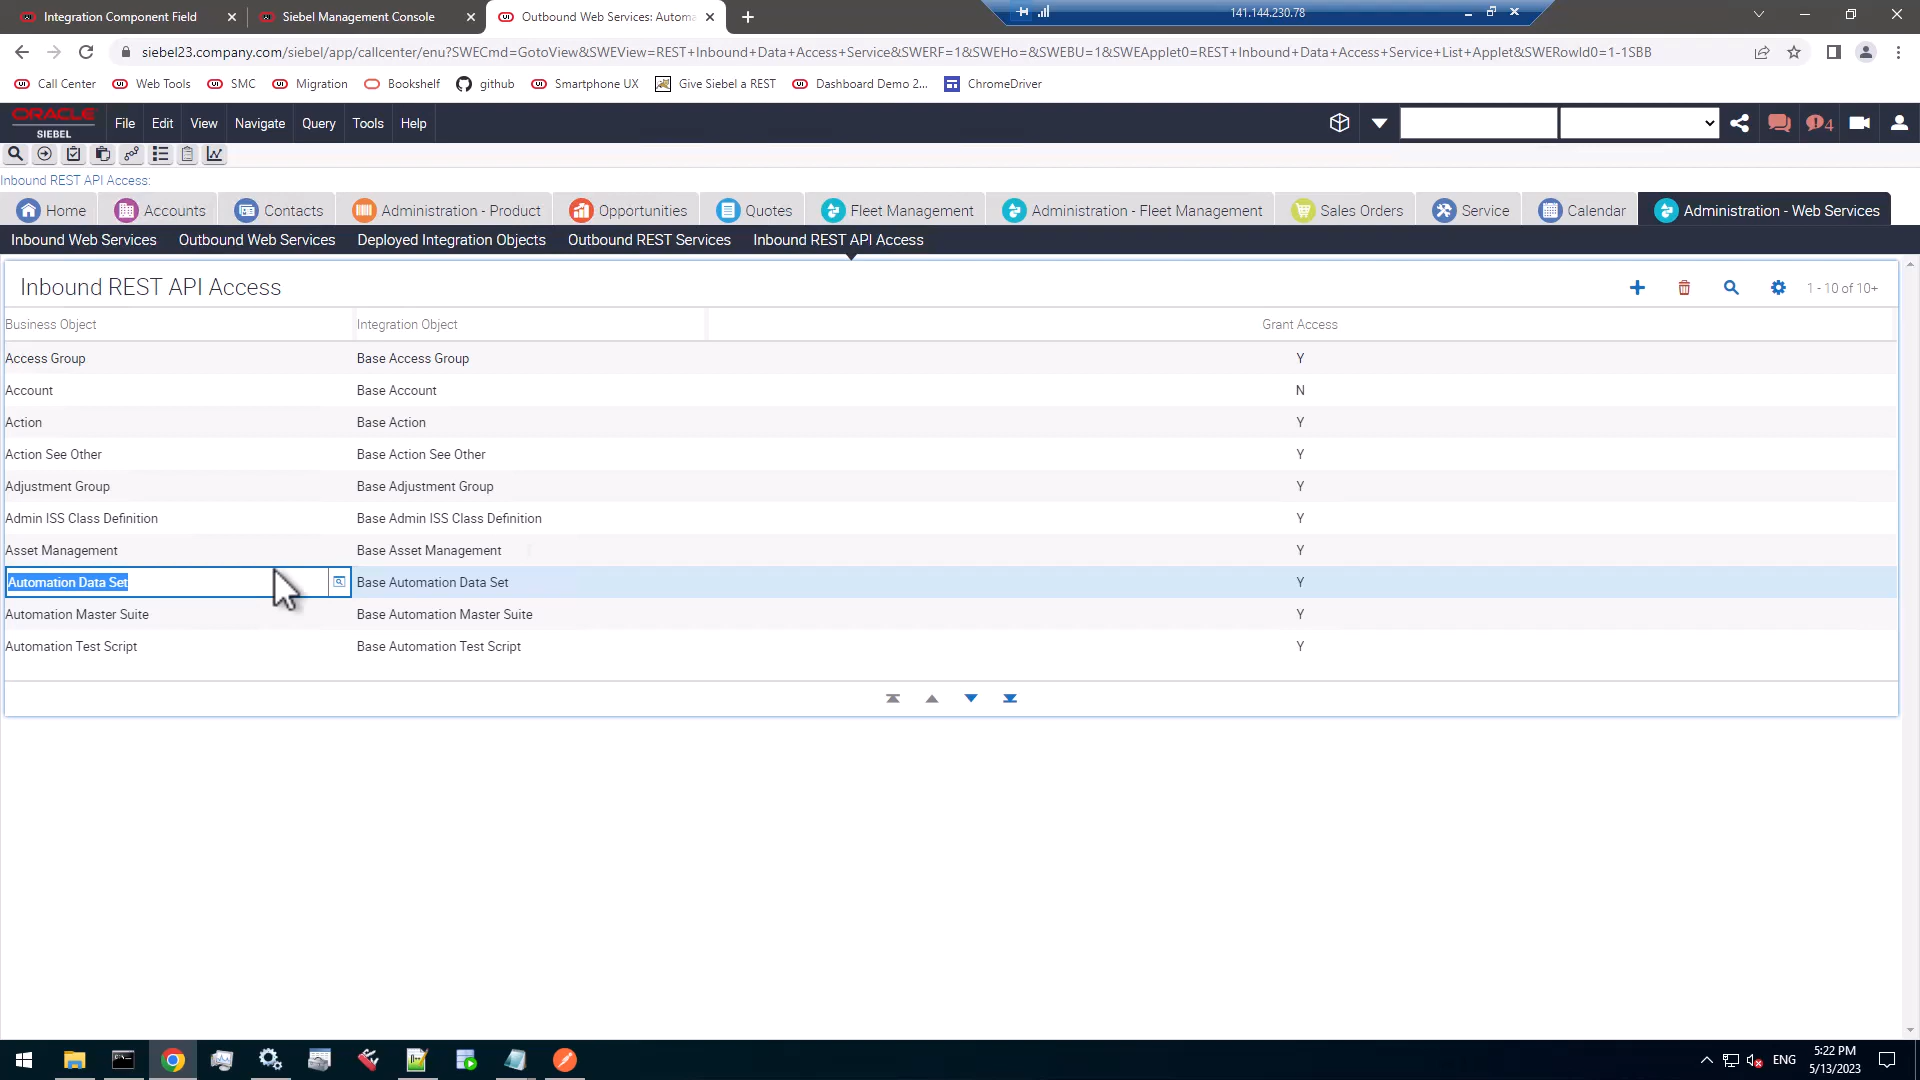 Integration Component Field
Siebel Management Console
Outbound Web Services: Automa
141.144.230.78
siebel23.company.com/siebel/app/callcenter/enu?SWECmd=GotoView&SWEView=REST+Inbound+Data+Access+Service&SWERF=1&SWEHo=&SWEBU=1&SWEApplet0=REST+Inbound+Data+Access+Service+List+Applet&SWERowId0=1-1SBB
Call Center Web Tools SMC Migration Bookshelf github Smartphone UX Give Siebel a REST Dashboard Demo 2... ChromeDriver
ORACLE
SIEBEL
File Edit View Navigate Query Tools Help
4
Inbound REST API Access:
Home Accounts Contacts Administration - Product Opportunities Quotes Fleet Management Administration - Fleet Management Sales Orders Service Calendar Administration - Web Services
Inbound Web Services Outbound Web Services Deployed Integration Objects Outbound REST Services Inbound REST API Access
Inbound REST API Access
1 - 10 of 10+
Business Object Integration Object Grant Access
Access Group Base Access Group Y
Account Base Account N
Action Base Action Y
Action See Other Base Action See Other Y
Adjustment Group Base Adjustment Group Y
Admin ISS Class Definition Base Admin ISS Class Definition Y
Asset Management Base Asset Management Y
Automation Data Set Base Automation Data Set Y
Automation Master Suite Base Automation Master Suite Y
Automation Test Script Base Automation Test Script Y
ENG
5:22 PM
5/13/2023